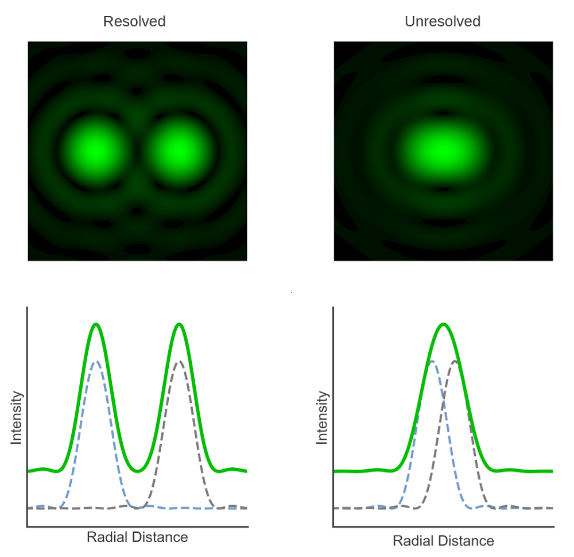 Resolved
Unresolved
Intensity
Radial Distance
Intensity
Radial Distance